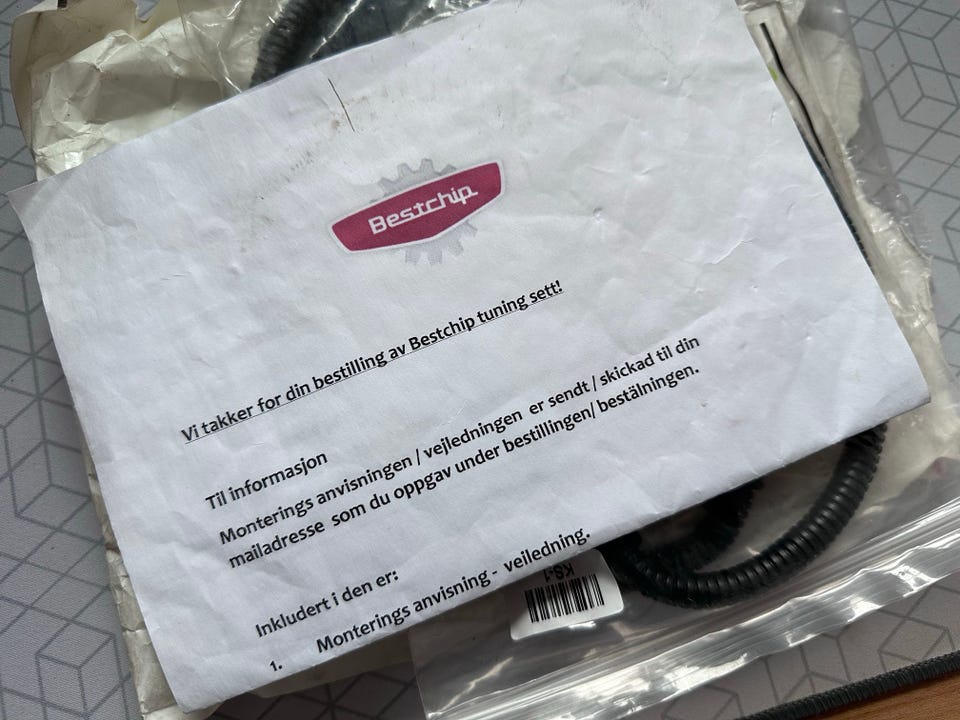 Bestchip
Vi takker for din bestilling av Bestchip tuning sett!
Til informasjon
Monterings anvisningen / vejledningen er sendt / skickad til din
mailadresse som du oppgav under bestillingen/ bestälningen.
Inkludert i den er:
1. Monterings anvisning - veiledning.
KS-1